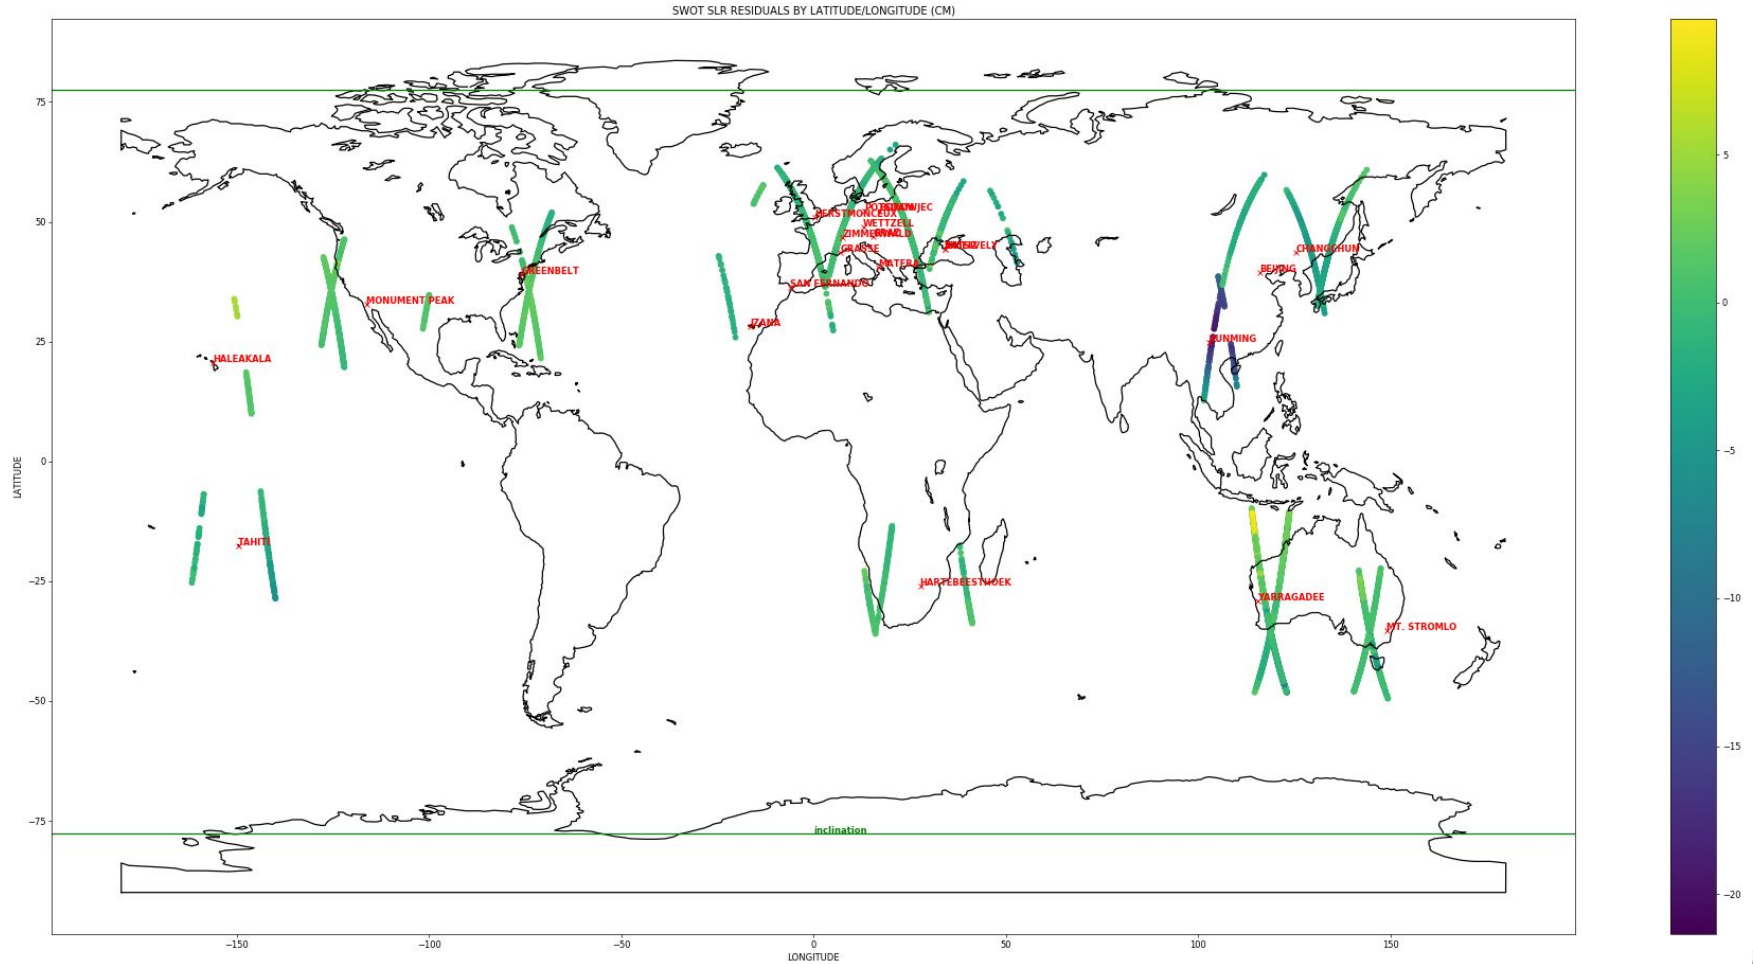 SWOT SLR RESIDUALS BY LATITUDE/LONGITUDE (CM)
75
50
25
0
−25
−50
−75
LATITUDE
−150
−100
−50
0
50
100
150
LONGITUDE
5
0
−5
−10
−15
−20
HERSTMONCEUX
WETTZELL
ZIMMERWALD
GRASSE
MATERA
SAN FERNANDO
IZANA
GREENBELT
MONUMENT PEAK
HALEAKALA
TAHITI
HARTEBEESTHOEK
CHANGCHUN
BEIJING
KUNMING
YARRAGADEE
MT. STROMLO
inclination